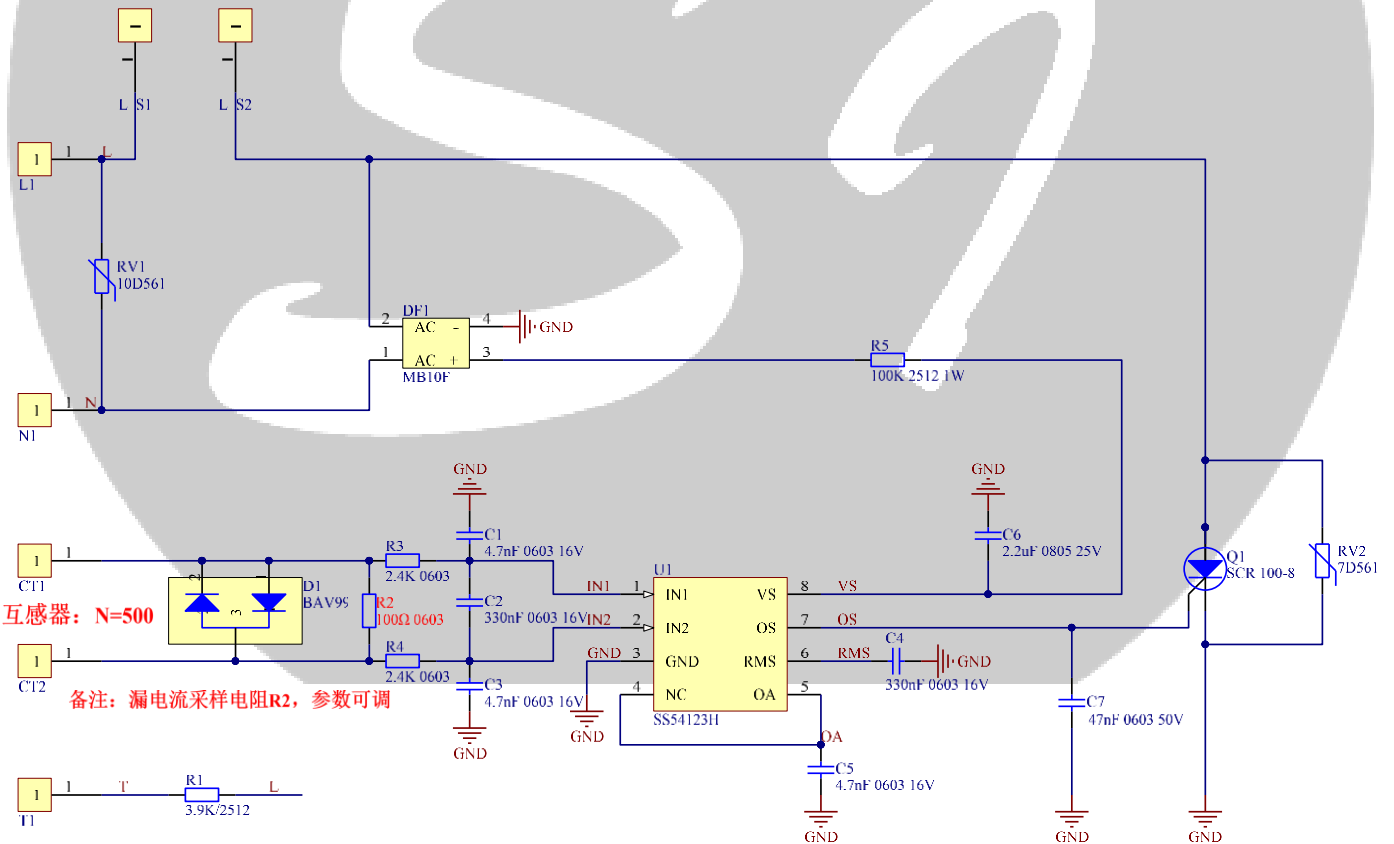 1
1
L S1
L S2
1
1
L
L1
RV1
10D561
DF1
2
AC
-
4
GND
1
AC
+
3
MB10F
R5
100K 2512 1W
1
1
N
N1
GND
GND
C1
4.7nF 0603 16V
C6
2.2uF 0805 25V
1
1
CT1
R3
2.4K 0603
2
1
3
D1
BAV99
R2
100Ω 0603
C2
330nF 0603 16V
互感器：N=500
U1
IN1
1
IN1
VS
8
VS
IN2
2
IN2
OS
7
OS
GND
3
GND
RMS
6
RMS
C4
GND
330nF 0603 16V
4
NC
OA
5
SS54123H
Q1
SCR 100-8
RV2
7D561
1
1
CT2
R4
2.4K 0603
备注：漏电流采样电阻R2，参数可调
C3
4.7nF 0603 16V
GND
GND
OA
C7
47nF 0603 50V
C5
4.7nF 0603 16V
1
1
T
R1
L
3.9K/2512
T1
GND
GND
GND